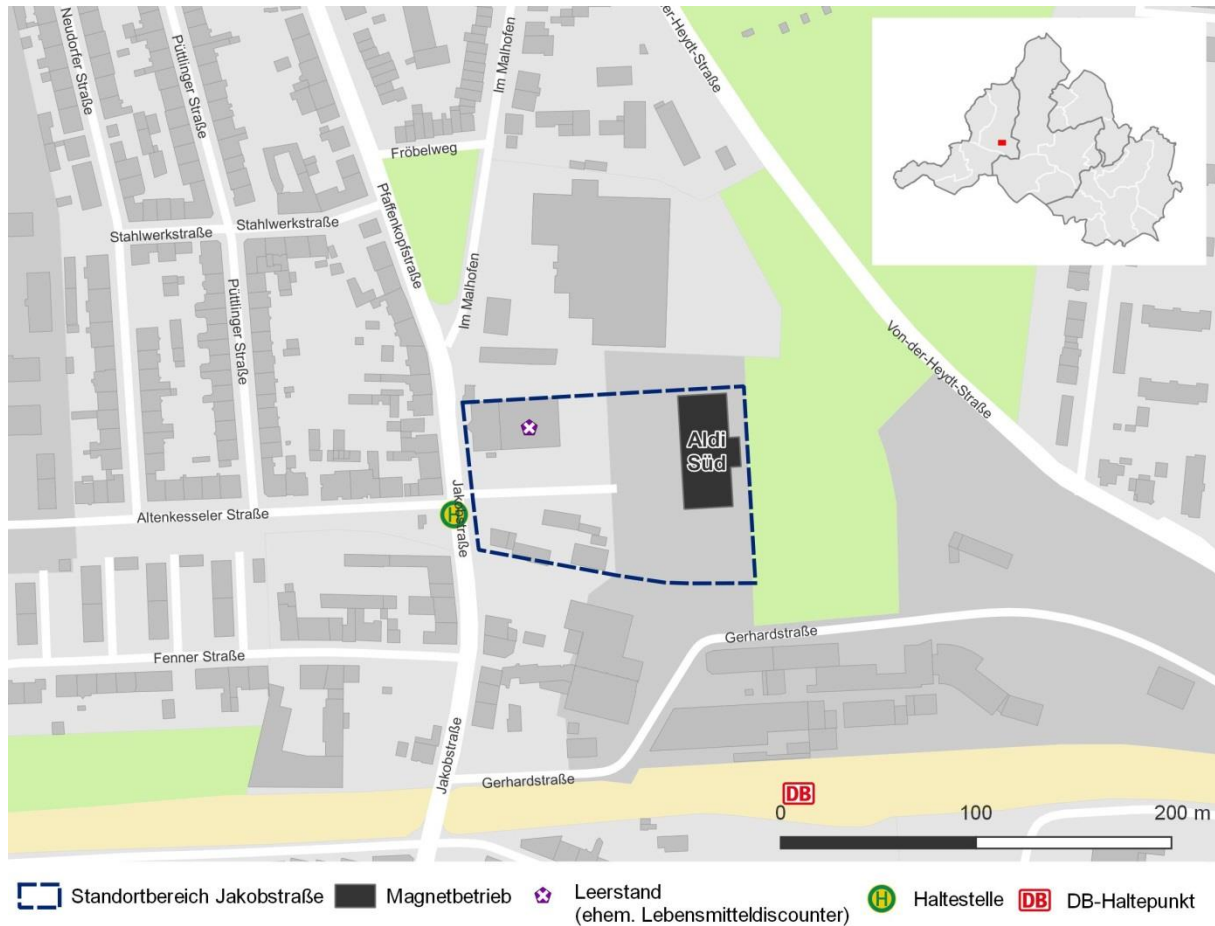 Neudorfer Straße
Püttlinger Straße
Im Malhofen
er-Heydt-Straße
Fröbelweg
Stahlwerkstraße
Stahlwerkstraße
Pfaffenkopfstraße
Püttlinger Straße
Im Malhofen
Von-der-Heydt-Straße
Aldi
Süd
Altenkesseler Straße
H
Jakobstraße
Gerhardstraße
Fenner Straße
Jakobstraße
Gerhardstraße
DB
0 100 200 m
Standortbereich Jakobstraße Magnetbetrieb Leerstand H Haltestelle DB DB-Haltepunkt
(ehem. Lebensmitteldiscounter)